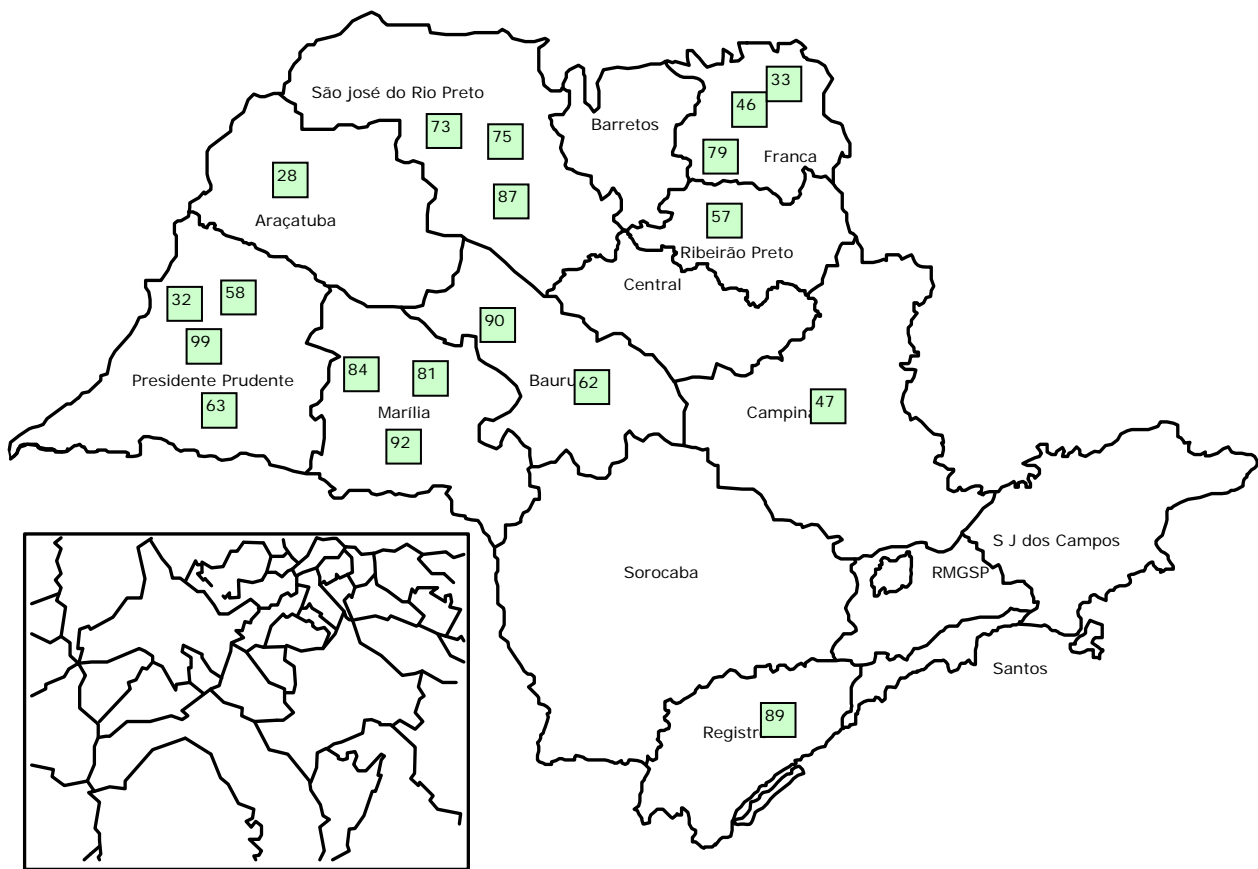 33
São josé do Rio Preto
46
73
Barretos
75
79
Franca
28
87
Araçatuba
57
Ribeirão Preto
Central
58
32
90
99
84
81
Presidente Prudente
Bauru
62
63
Marília
Campina
47
92
S J dos Campos
Sorocaba
RMGSP
Santos
89
Registr